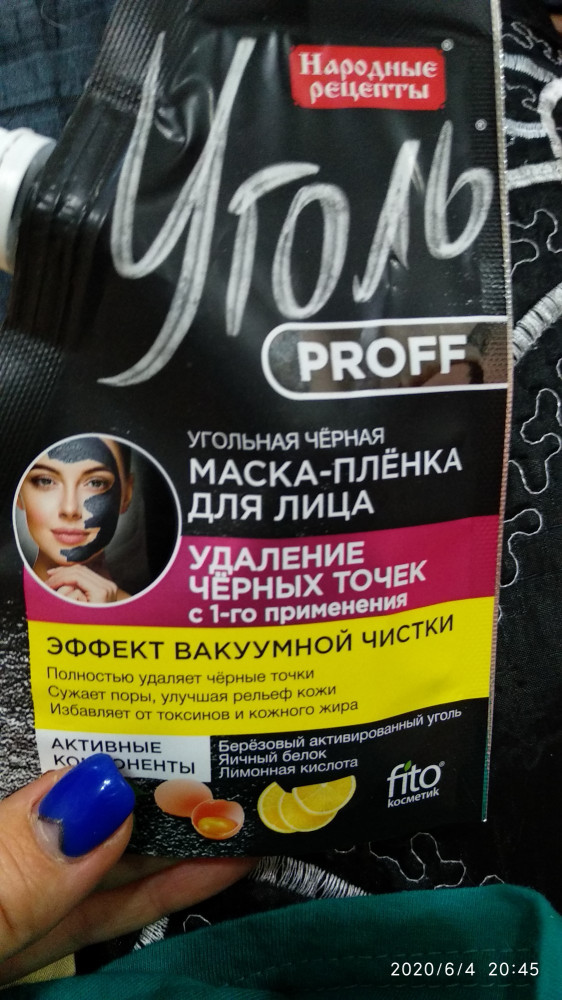 Народные
рецепты
®
Уголь
®
PROFF
УГОЛЬНАЯ ЧЁРНАЯ
МАСКА-ПЛЁНКА
ДЛЯ ЛИЦА
УДАЛЕНИЕ
ЧЁРНЫХ ТОЧЕК
с 1-го применения
ЭФФЕКТ ВАКУУМНОЙ ЧИСТКИ
Полностью удаляет чёрные точки
Сужает поры, улучшая рельеф кожи
Избавляет от токсинов и кожного жира
АКТИВНЫЕ
КОМПОНЕНТЫ
Берёзовый активированный уголь
Яичный белок
Лимонная кислота
fito®
косметик
2020/6/4 20:45